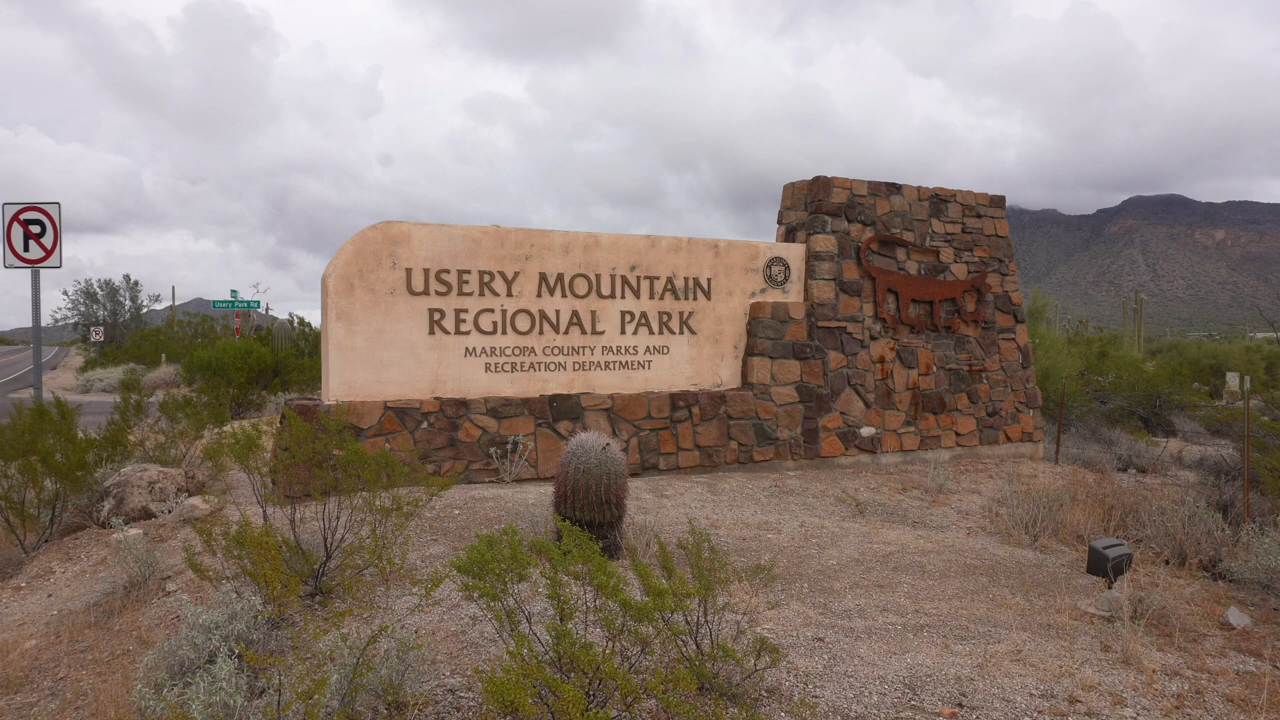 P
Usery Park Rd
USERY MOUNTAIN
REGIONAL PARK
MARICOPA COUNTY PARKS AND
RECREATION DEPARTMENT